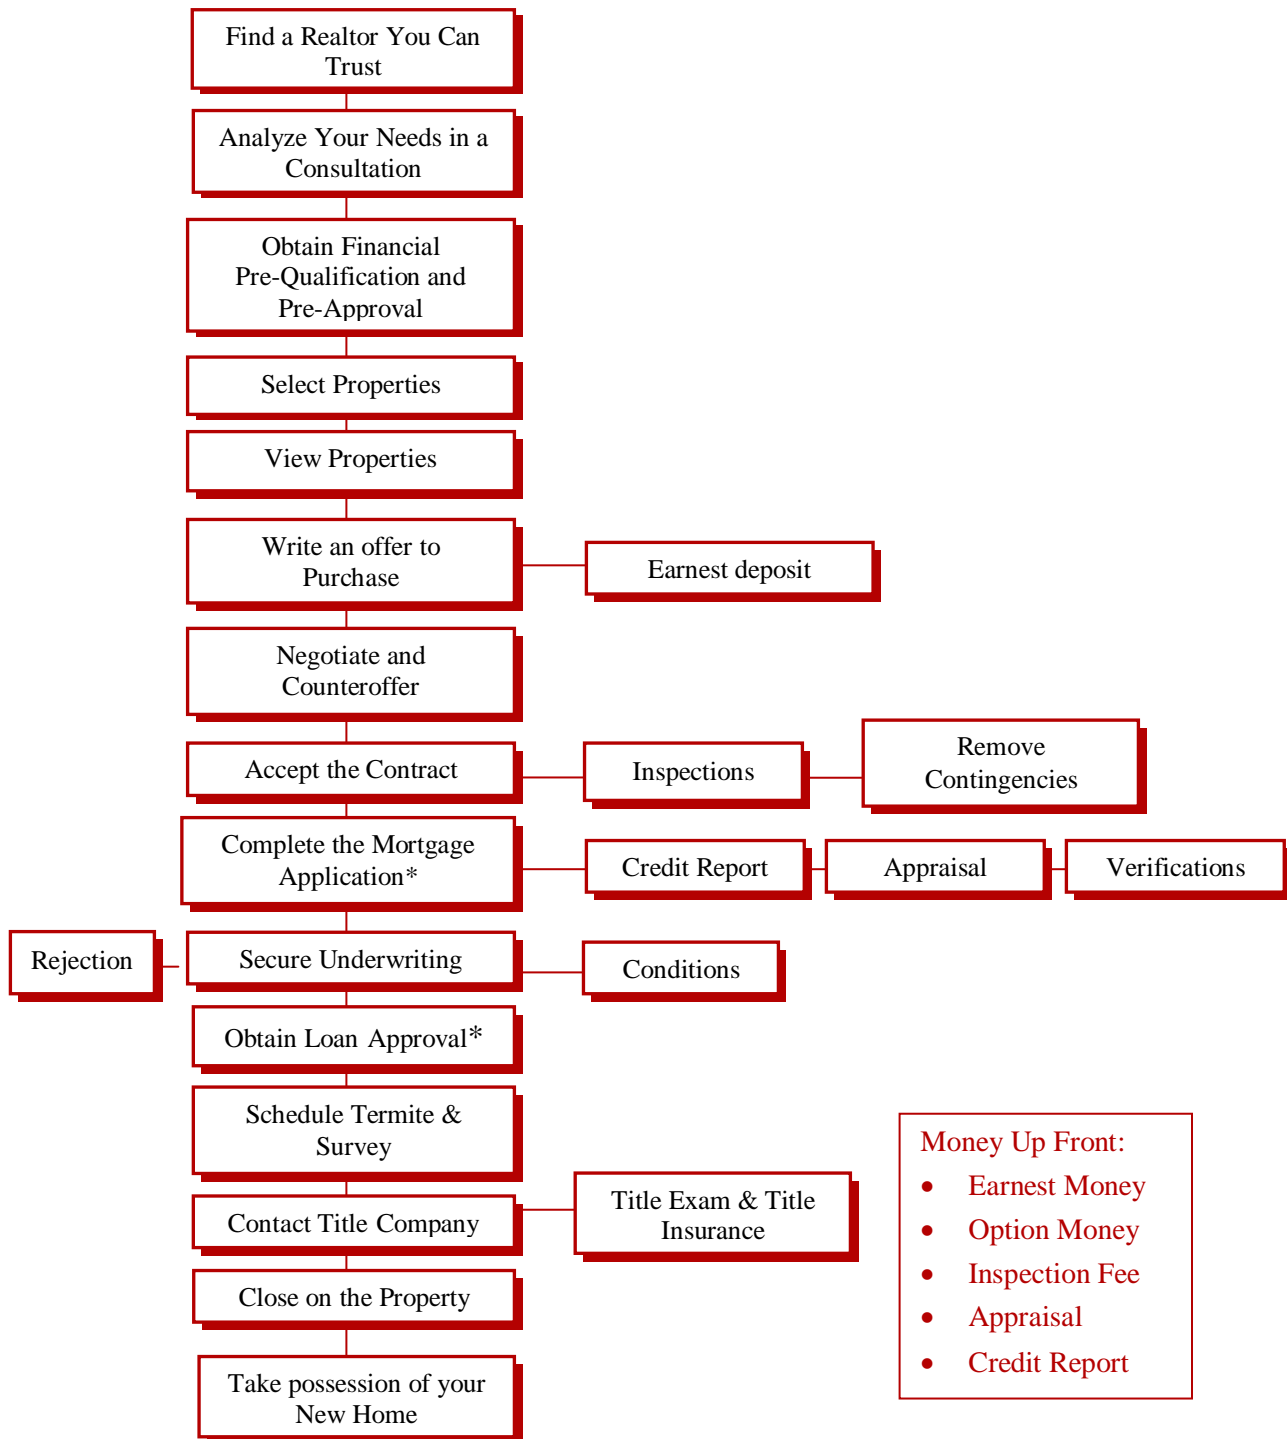 Find a Realtor You Can
Trust
Analyze Your Needs in a
Consultation
Obtain Financial
Pre-Qualification and
Pre-Approval
Select Properties
View Properties
Write an offer to
Purchase
Earnest deposit
Negotiate and
Counteroffer
Accept the Contract
Inspections
Remove
Contingencies
Complete the Mortgage
Application*
Credit Report
Appraisal
Verifications
Rejection
Secure Underwriting
Conditions
Obtain Loan Approval*
Schedule Termite &
Survey
Contact Title Company
Title Exam & Title
Insurance
Close on the Property
Take possession of your
New Home
Money Up Front:
• Earnest Money
• Option Money
• Inspection Fee
• Appraisal
• Credit Report